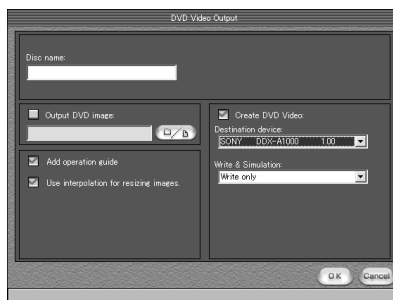 DVD Video Output
Disc name:
Output DVD image:
Add operation guide
Use interpolation for resizing images.
Create DVD Video:
Destination device:
SONY DDX-A1000 1.00
Write & Simulation:
Write only
OK
Cancel